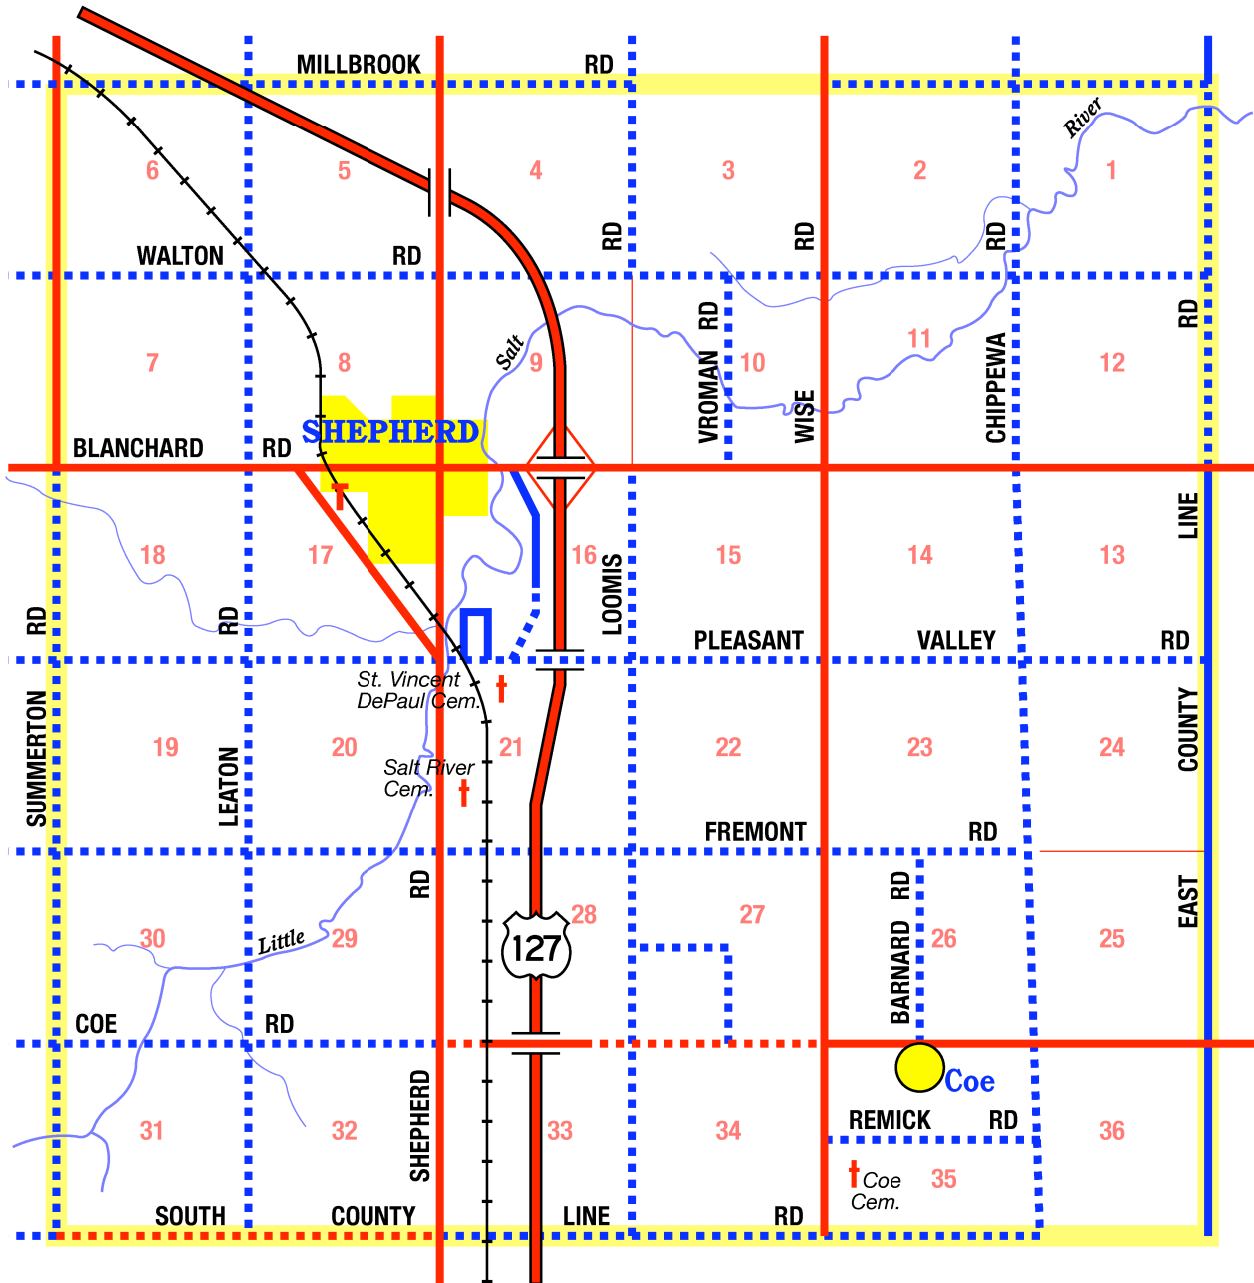 MILLBROOK RD
River
6 5 4 3 2 1
WALTON RD
RD
RD
RD
Salt
VROMAN RD
WISE
CHIPPEWA
RD
7 8 9 10 11 12
SHEPHERD
BLANCHARD RD
LINE
18 17 16 15 14 13
RD
RD
LOOMIS
PLEASANT VALLEY RD
St. Vincent
DePaul Cem.
SUMMERTON
LEATON
COUNTY
19 20 21 22 23 24
Salt River
Cem.
FREMONT RD
RD
BARNARD RD
EAST
30 29 28 27 26 25
Little
127
COE RD
Coe
SHEPHERD
REMICK RD
31 32 33 34 35 36
Coe
Cem.
SOUTH COUNTY LINE RD